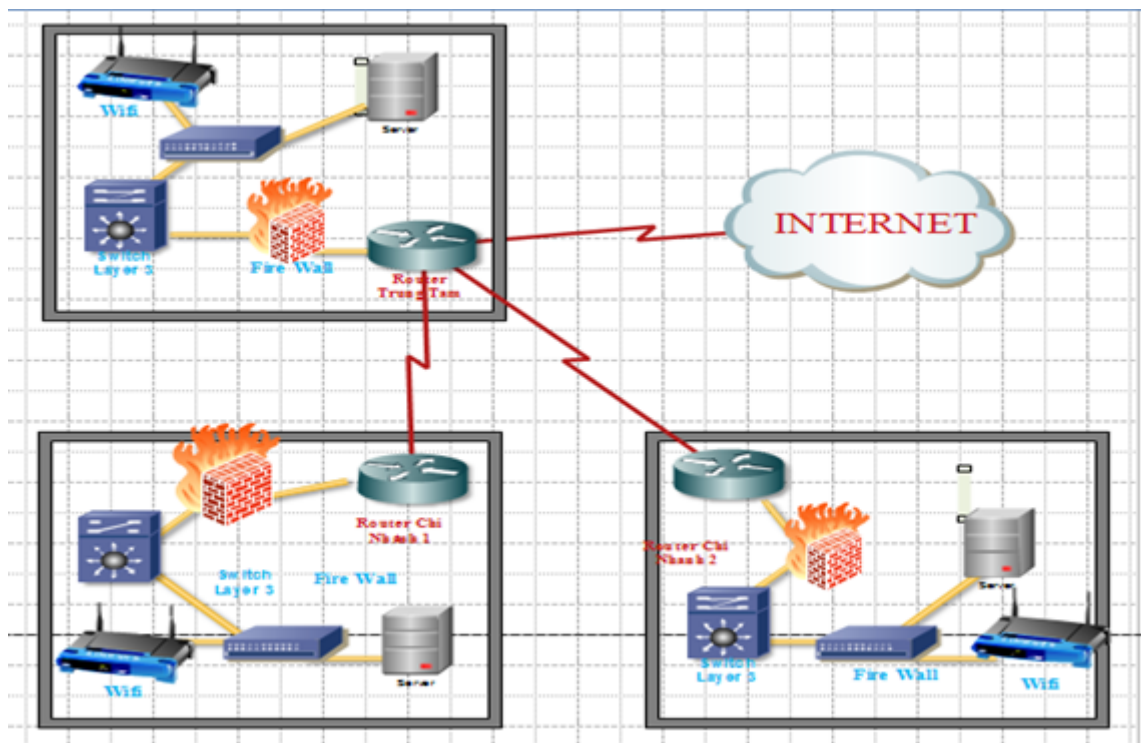 Wifi
Server
Switch
Layer 3
Fire Wall
Router
Trung Tam
INTERNET
Router Chi
Nhanh 1
Switch
Layer 3
Fire Wall
Wifi
Server
Router Chi
Nhanh 2
Server
Switch
Layer 3
Fire Wall
Wifi